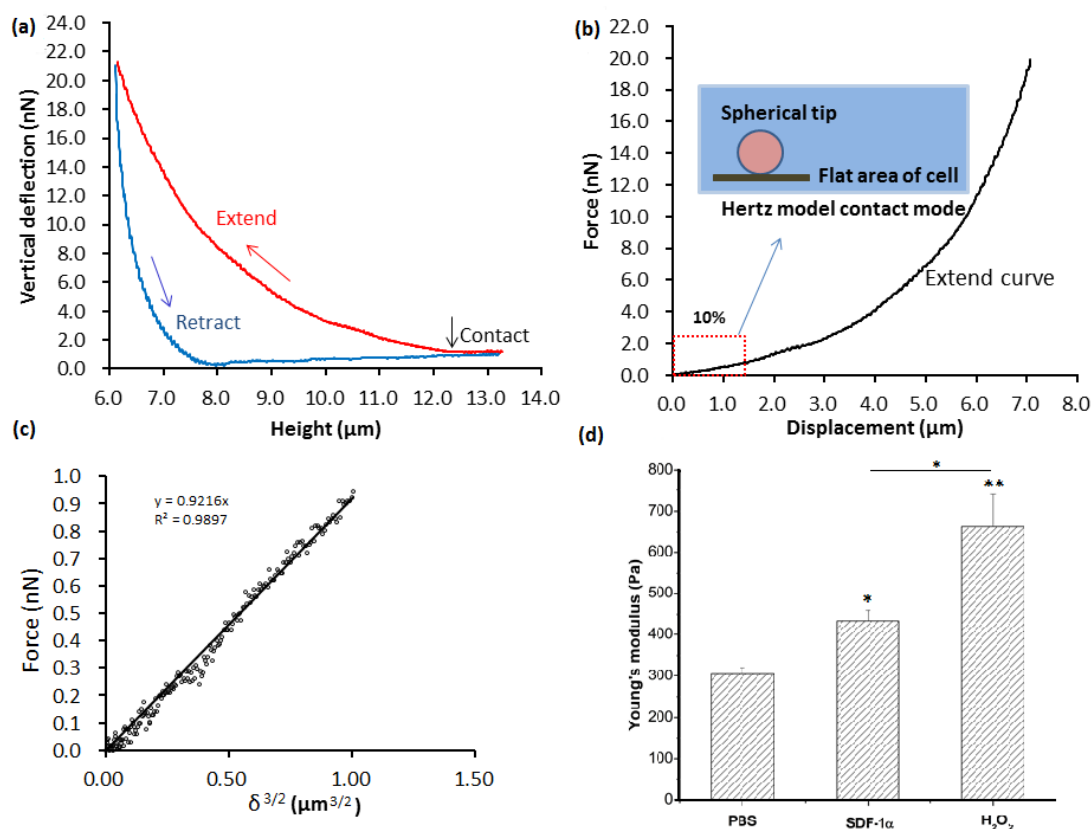 (a)
24.0
22.0
20.0
18.0
16.0
14.0
12.0
10.0
8.0
6.0
4.0
2.0
0.0
Vertical deflection (nN)
Extend
Retract
Contact
5.0 6.0 7.0 8.0 9.0 10.0 11.0 12.0 13.0 14.0
Height (μm)
(b)
22.0
20.0
18.0
16.0
14.0
12.0
10.0
8.0
6.0
4.0
2.0
0.0
Force (nN)
Spherical tip
Flat area of cell
Hertz model contact mode
Extend curve
10%
0.0 1.0 2.0 3.0 4.0 5.0 6.0 7.0 8.0
Displacement (μm)
(c)
1.0
0.9
0.8
0.7
0.6
0.5
0.4
0.3
0.2
0.1
0.0
Force (nN)
y = 0.9216x
R² = 0.9897
0.00 0.50 1.00 1.50
δ³ᐟ² (μm³ᐟ²)
(d)
800
700
600
500
400
300
200
100
0
Young's modulus (Pa)
*
*
**
PBS SDF-1α H₂O₂